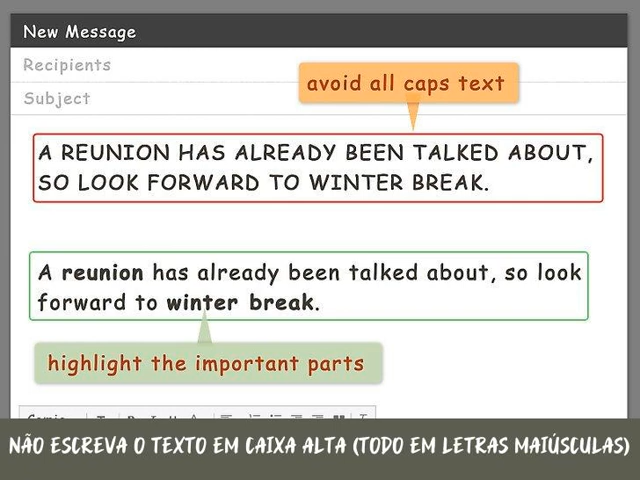 New Message
Recipients
Subject
avoid all caps text
A REUNION HAS ALREADY BEEN TALKED ABOUT,
SO LOOK FORWARD TO WINTER BREAK.
A reunion has already been talked about, so look
forward to winter break.
highlight the important parts
NÃO ESCREVA O TEXTO EM CAIXA ALTA (TODO EM LETRAS MAIÚSCULAS)